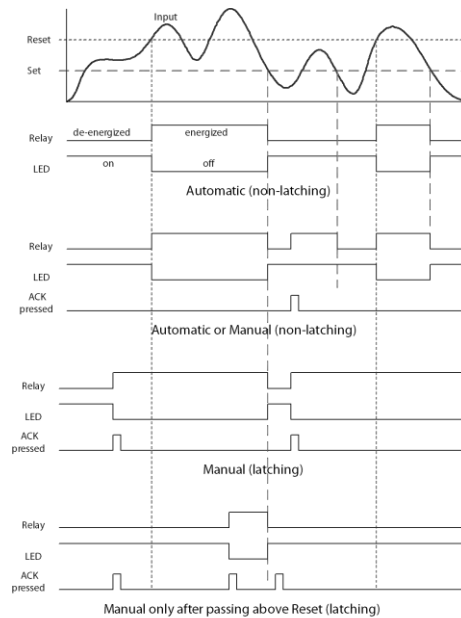 Input
Reset
Set
de-energized
energized
Relay
on
off
LED
Automatic (non-latching)
Relay
LED
ACK
pressed
Automatic or Manual (non-latching)
Relay
LED
ACK
pressed
Manual (latching)
Relay
LED
ACK
pressed
Manual only after passing above Reset (latching)